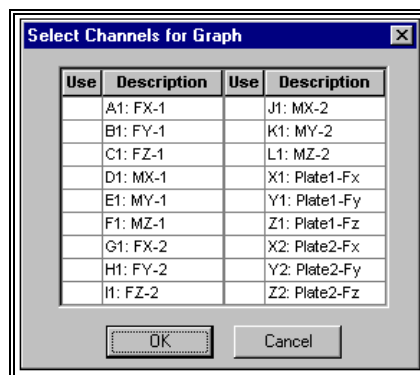 Select Channels for Graph
Use Description Use Description
A1: FX-1 J1: MX-2
B1: FY-1 K1: MY-2
C1: FZ-1 L1: MZ-2
D1: MX-1 X1: Plate1-Fx
E1: MY-1 Y1: Plate1-Fy
F1: MZ-1 Z1: Plate1-Fz
G1: FX-2 X2: Plate2-Fx
H1: FY-2 Y2: Plate2-Fy
I1: FZ-2 Z2: Plate2-Fz
OK Cancel